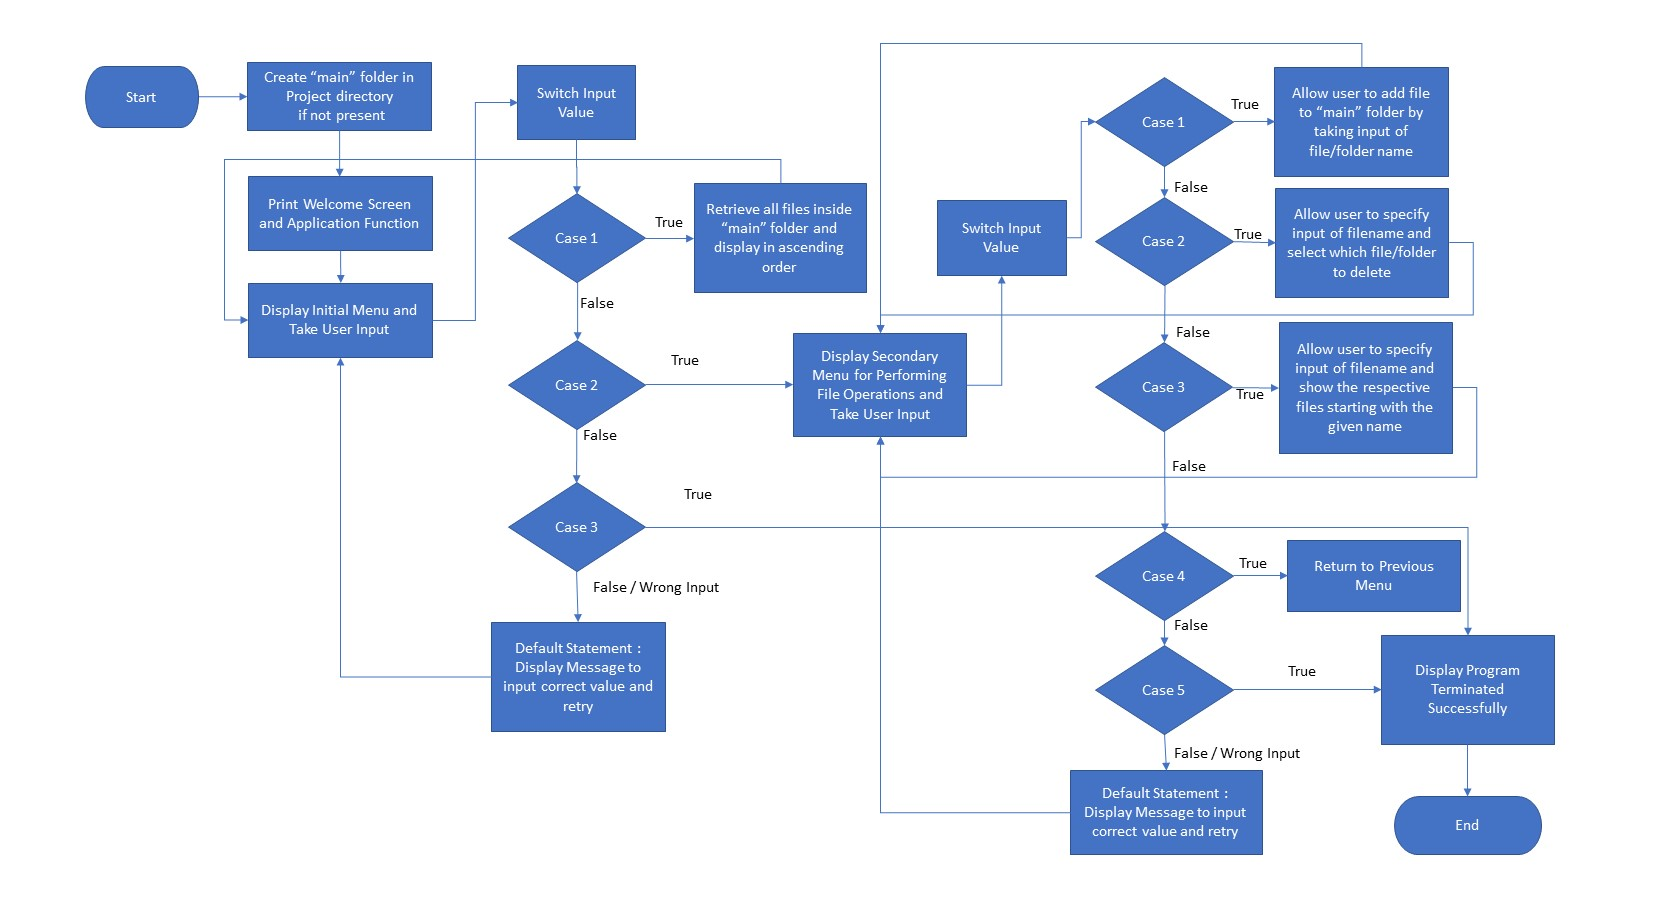 Start
Create “main” folder in
Project directory
if not present
Print Welcome Screen
and Application Function
Display Initial Menu and
Take User Input
Switch Input
Value
Case 1
True
Retrieve all files inside
“main” folder and
display in ascending
order
False
Case 2
True
False
Case 3
True
False / Wrong Input
Default Statement :
Display Message to
input correct value and
retry
Display Secondary
Menu for Performing
File Operations and
Take User Input
Switch Input
Value
Case 1
True
Allow user to add file
to “main” folder by
taking input of
file/folder name
False
Case 2
True
Allow user to specify
input of filename and
select which file/folder
to delete
False
Case 3
True
Allow user to specify
input of filename and
show the respective
files starting with the
given name
False
Case 4
True
Return to Previous
Menu
False
Case 5
True
Display Program
Terminated
Successfully
False / Wrong Input
Default Statement :
Display Message to input
correct value and retry
End